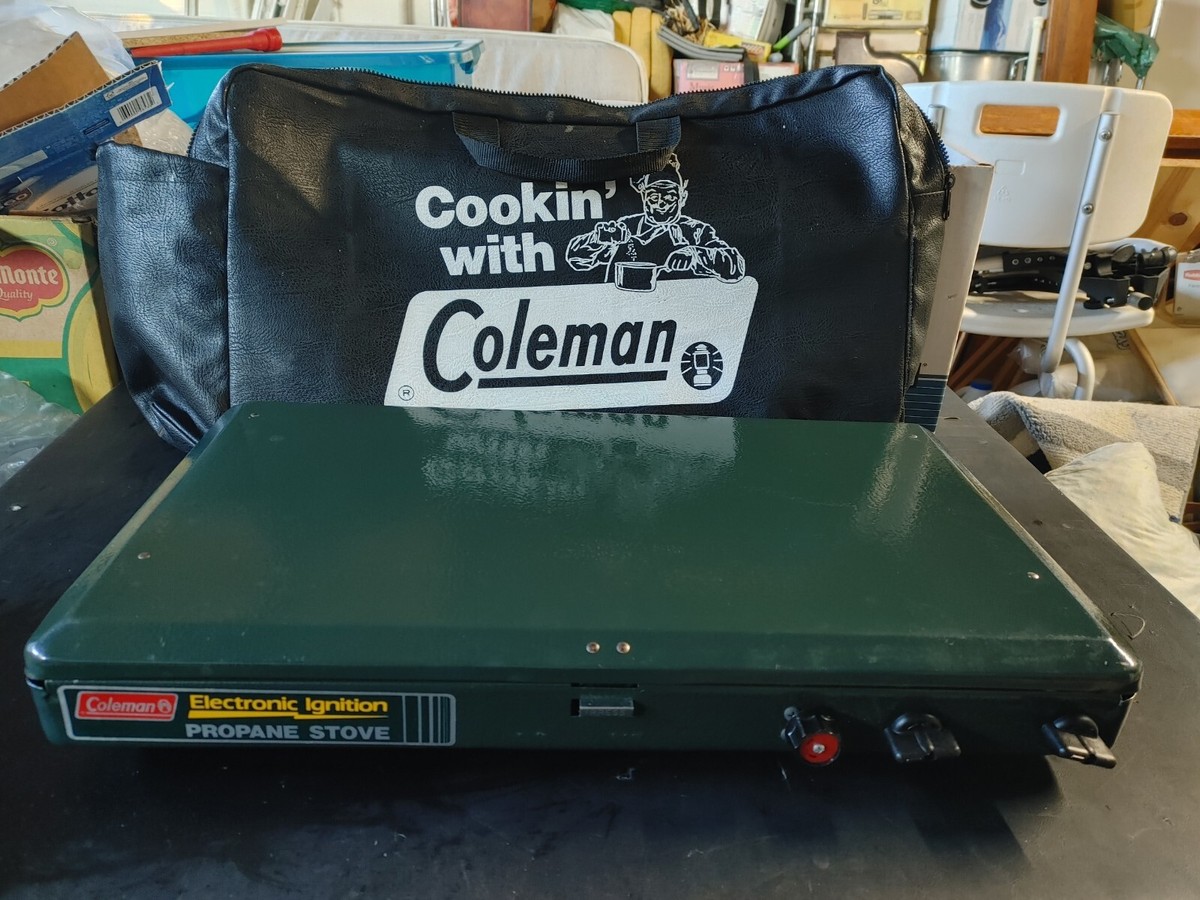 Cookin'
with
Coleman
®
Monte
Quality
Coleman
Electronic Ignition
PROPANE STOVE